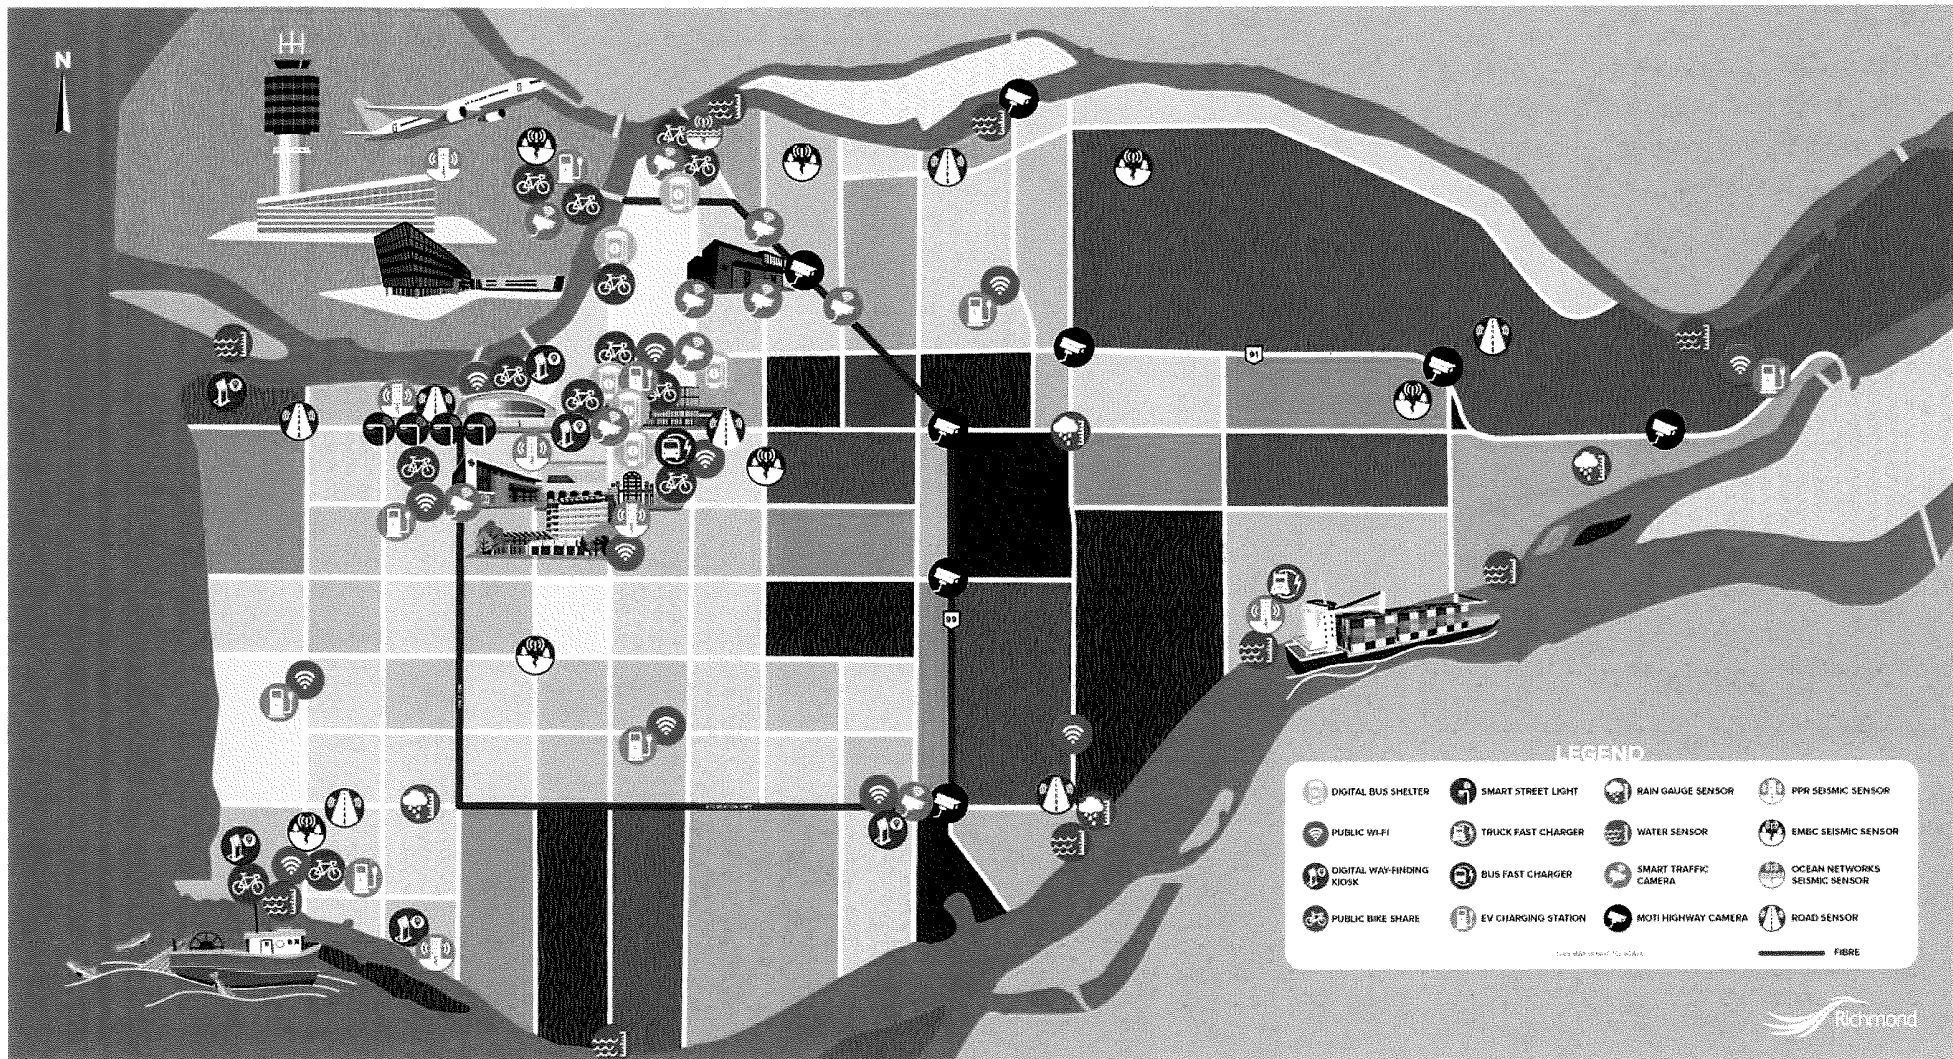 N
91
99
STEVESTON HWY
LEGEND
DIGITAL BUS SHELTER
SMART STREET LIGHT
RAIN GAUGE SENSOR
PPR SEISMIC SENSOR
PUBLIC WI-FI
TRUCK FAST CHARGER
WATER SENSOR
EMBC SEISMIC SENSOR
DIGITAL WAY-FINDING
KIOSK
BUS FAST CHARGER
SMART TRAFFIC
CAMERA
OCEAN NETWORKS
SEISMIC SENSOR
PUBLIC BIKE SHARE
EV CHARGING STATION
MOTI HIGHWAY CAMERA
ROAD SENSOR
FIBRE
Richmond